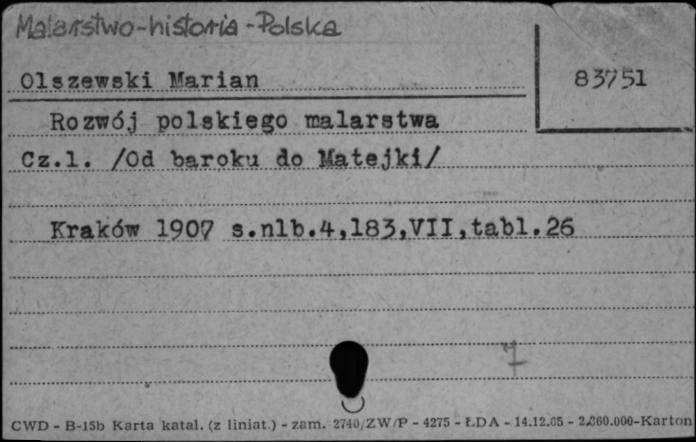 Malarstwo-historia-Polska
Olszewski Marian
83751
Rozwój polskiego malarstwa
Cz.1. /Od baroku do Matejki/
Kraków 1907 s.nlb.4,183,VII,tabl.26
CWD - B-15b Karta katal. (z liniat.) - zam. 2740/ZW/P - 4275 - ŁDA - 14.12.65 - 2.360.000-Karton